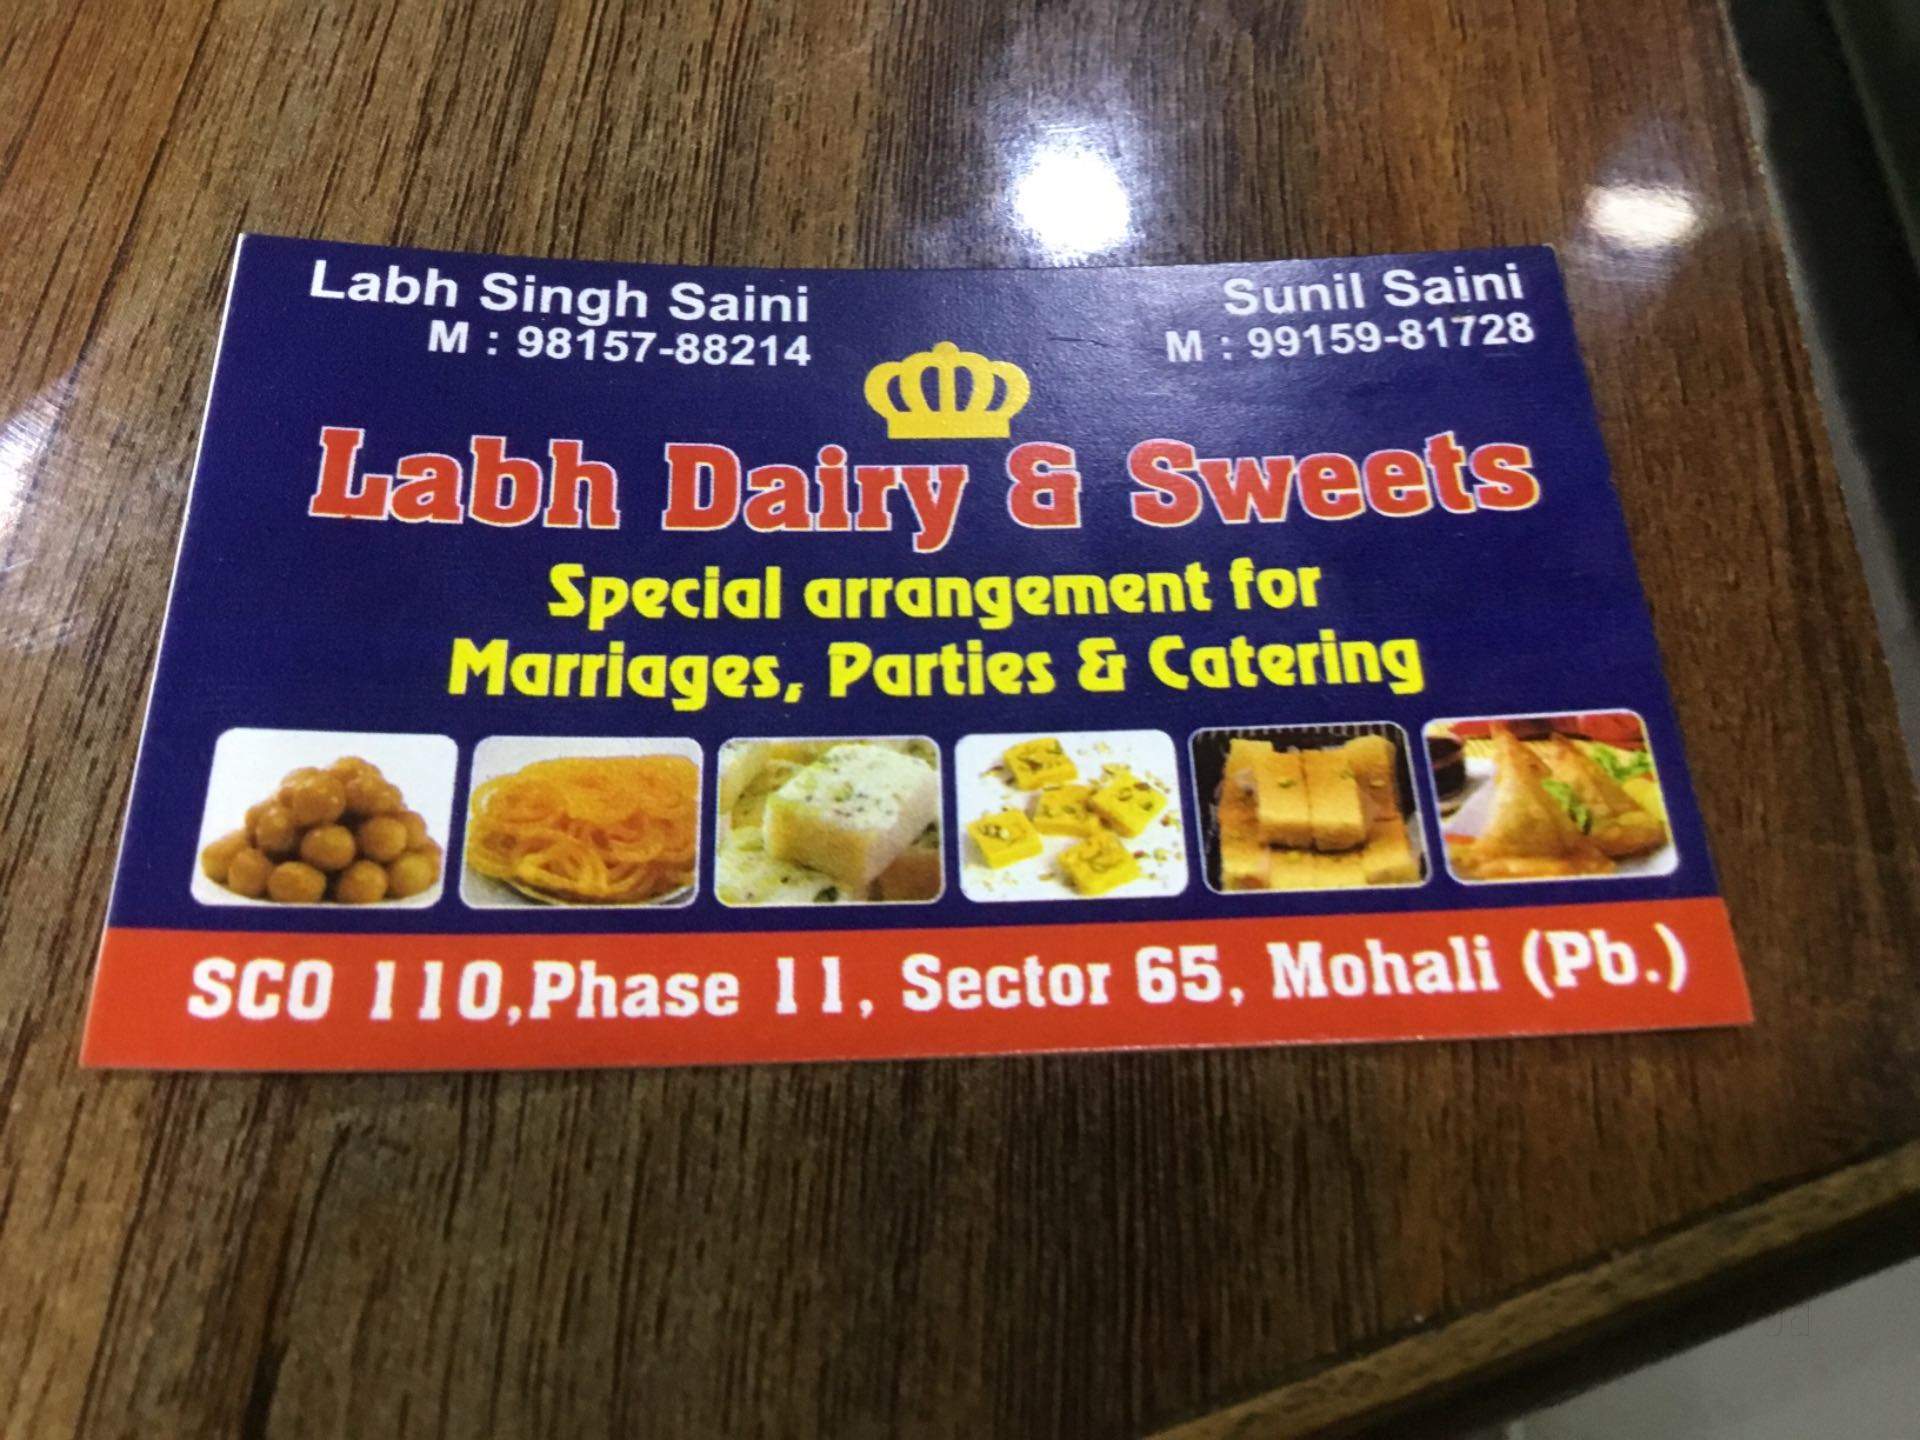 Labh Singh Saini
M : 98157-88214
Sunil Saini
M : 99159-81728
Labh Dairy & Sweets
Special arrangement for
Marriages, Parties & Catering
SCO 110,Phase 11, Sector 65, Mohali (Pb.)
Jd